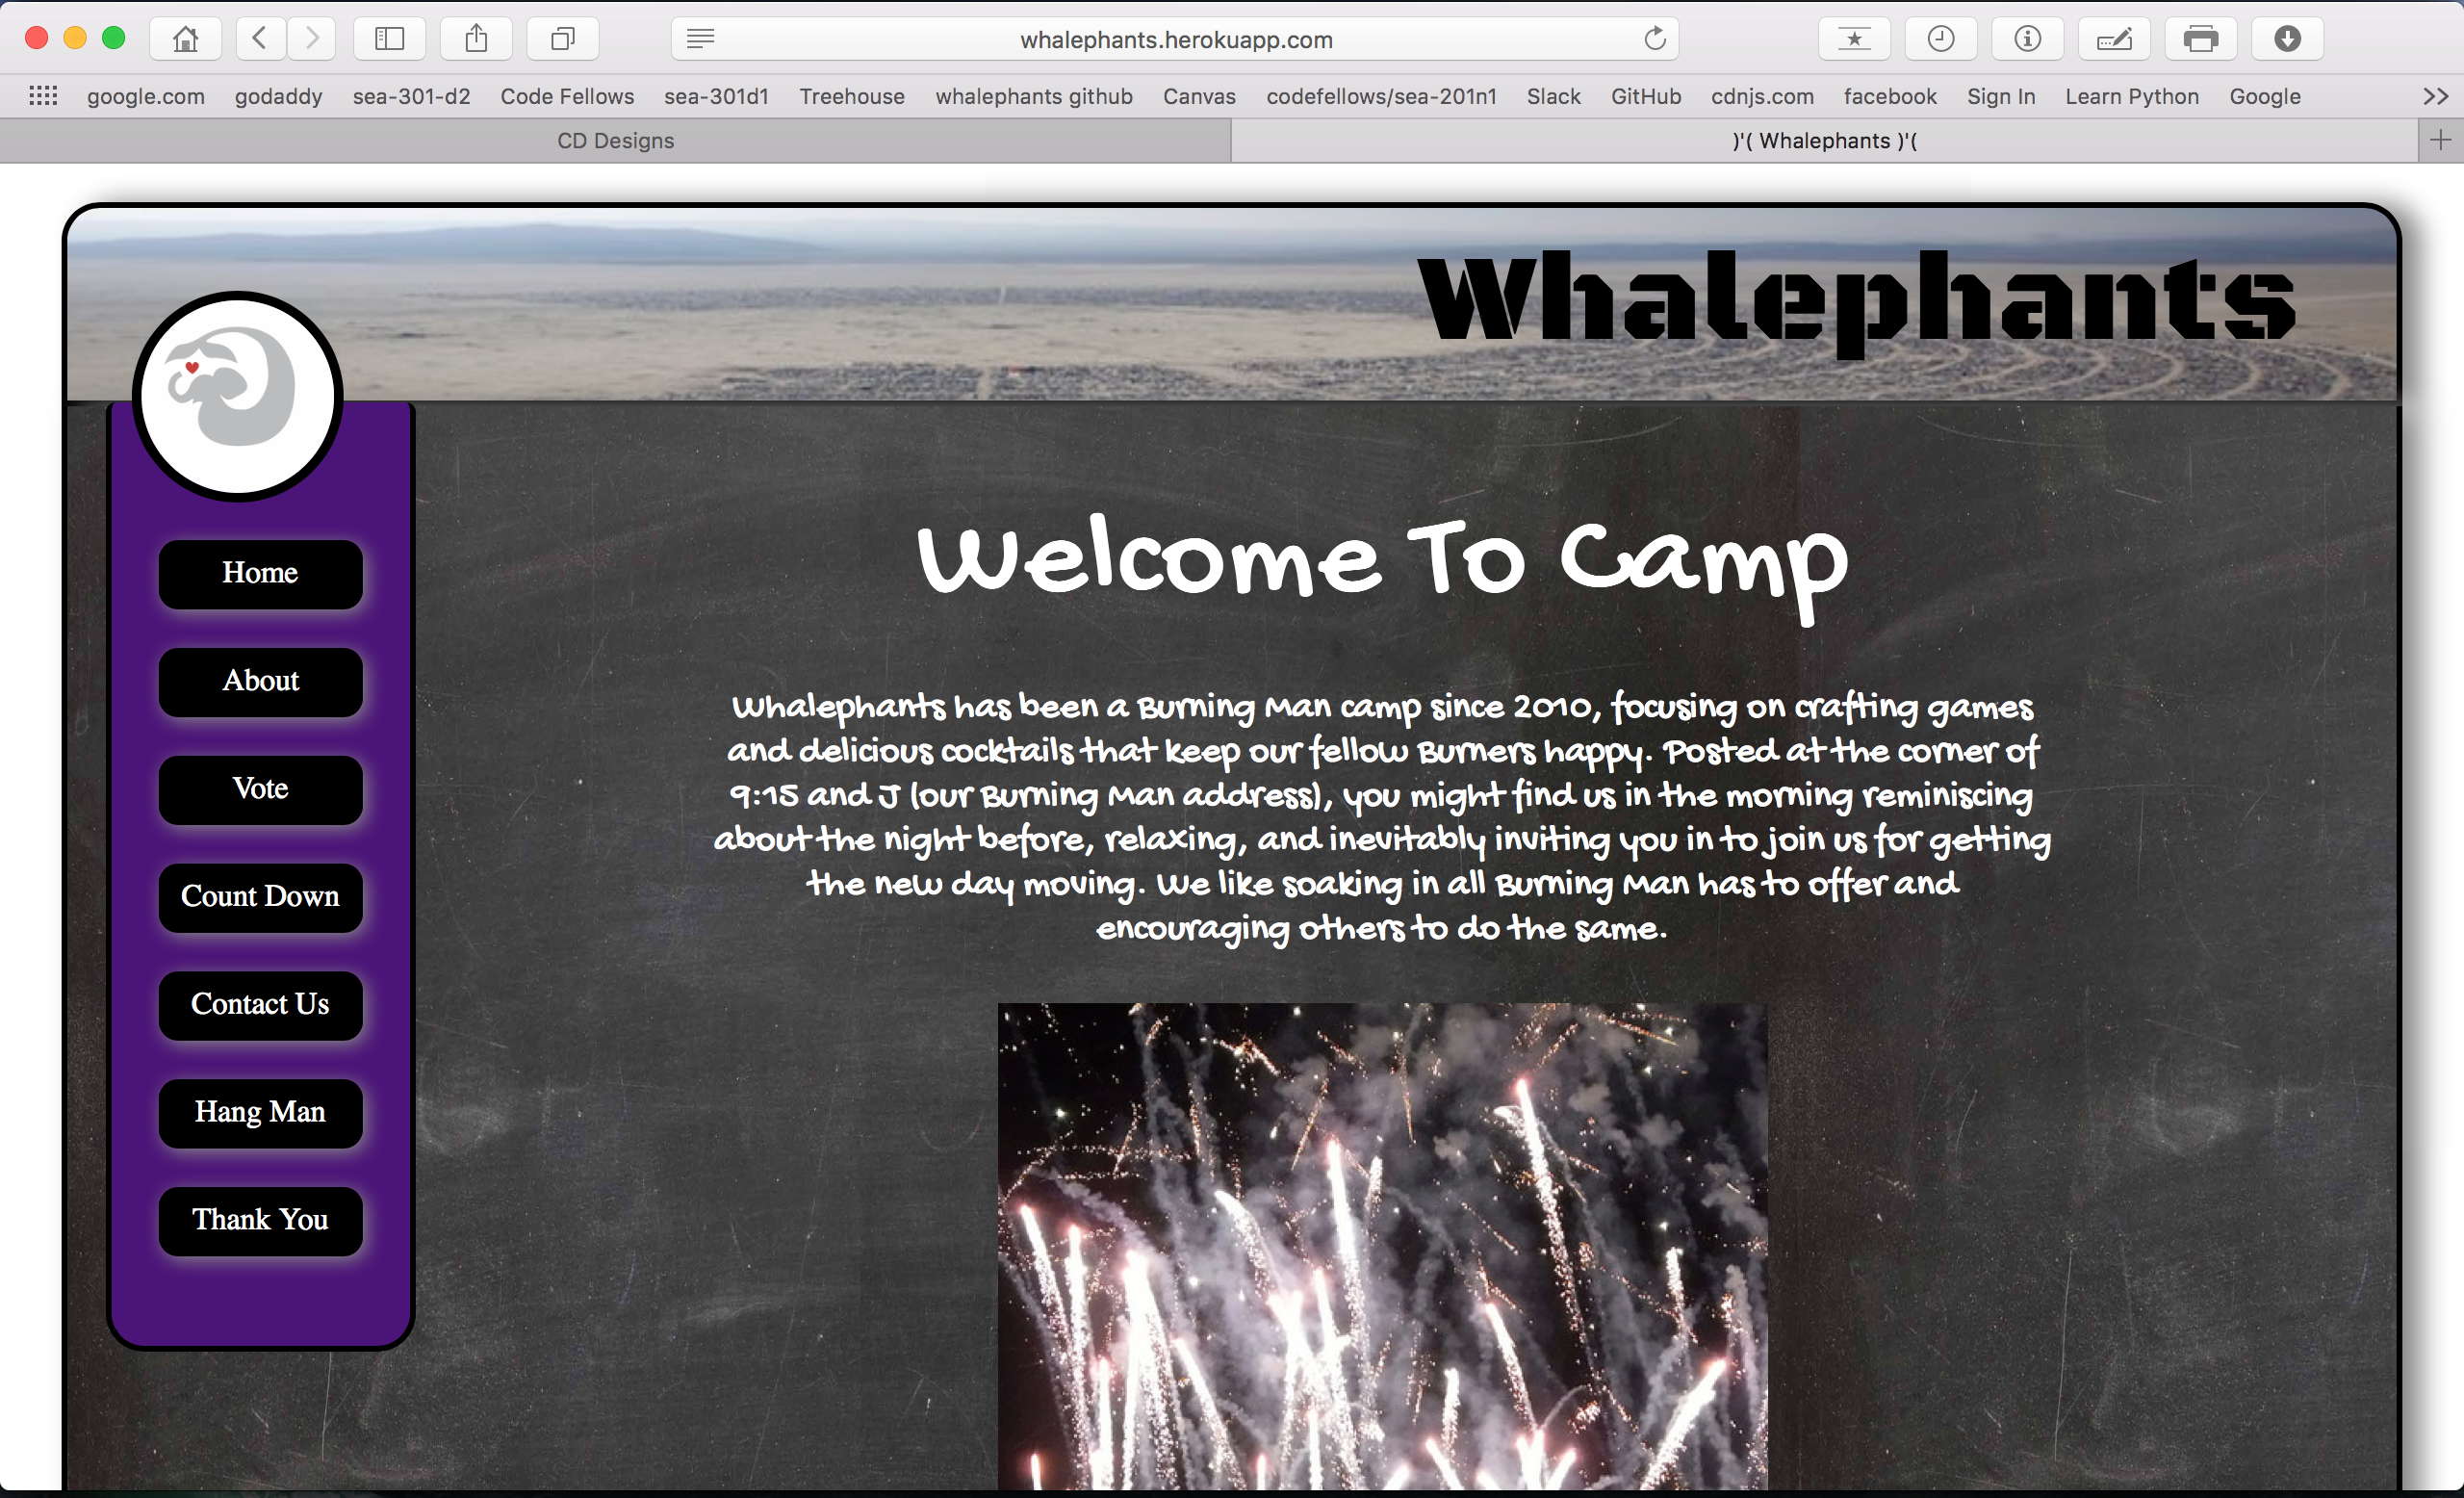 whalephants.herokuapp.com
google.com godaddy sea-301-d2 Code Fellows sea-301d1 Treehouse whalephants github Canvas codefellows/sea-201n1 Slack GitHub cdnjs.com facebook Sign In Learn Python Google
CD Designs
)'( Whalephants )'(
Whalephants
Home
About
Vote
Count Down
Contact Us
Hang Man
Thank You
Welcome To Camp
Whalephants has been a Burning Man camp since 2010, focusing on crafting games
and delicious cocktails that keep our fellow Burners happy. Posted at the corner of
9:15 and J (our Burning Man address), you might find us in the morning reminiscing
about the night before, relaxing, and inevitably inviting you in to join us for getting
the new day moving. We like soaking in all Burning Man has to offer and
encouraging others to do the same.